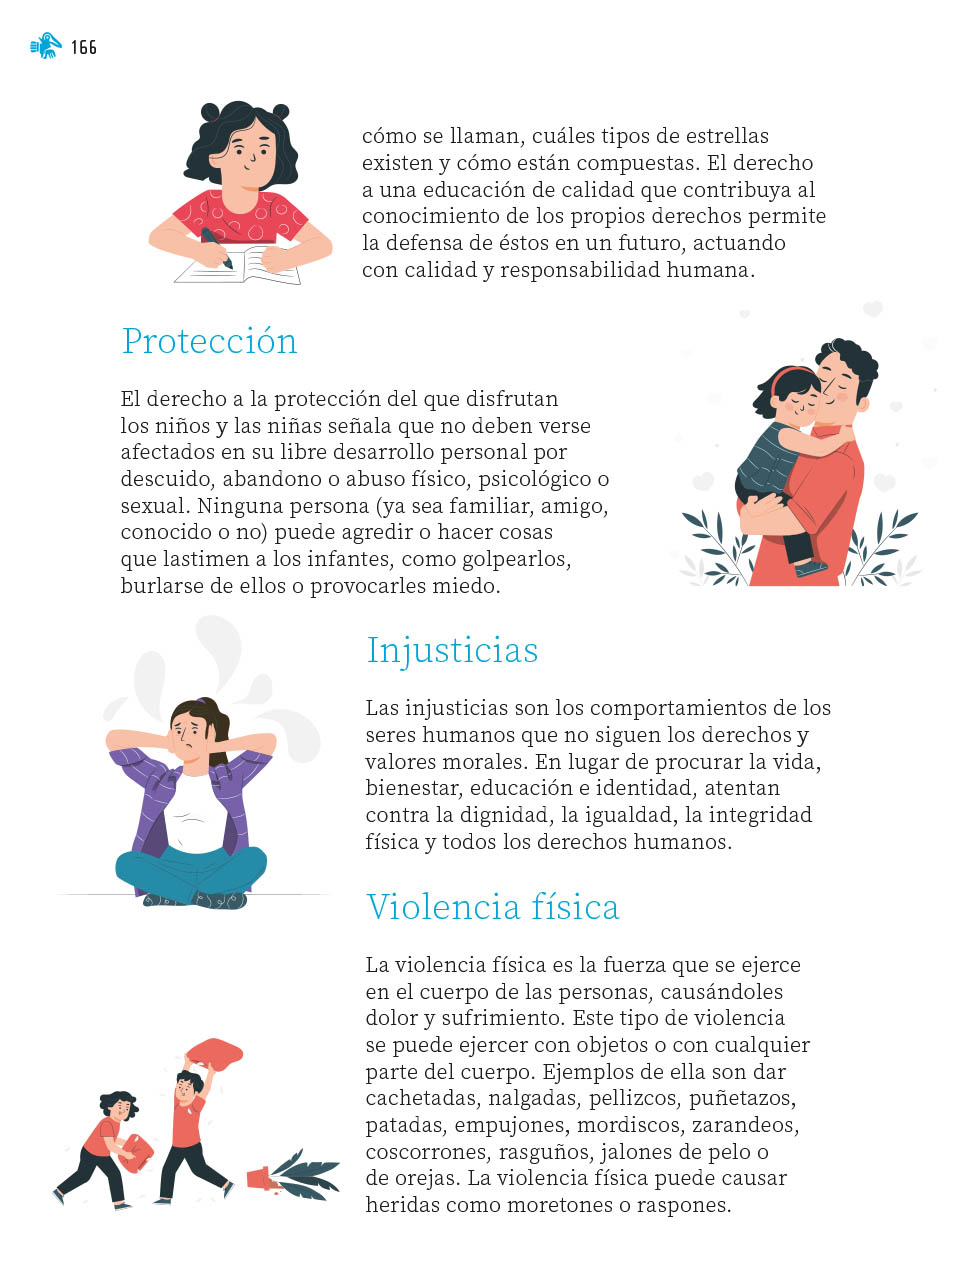 166
cómo se llaman, cuáles tipos de estrellas
existen y cómo están compuestas. El derecho
a una educación de calidad que contribuya al
conocimiento de los propios derechos permite
la defensa de éstos en un futuro, actuando
con calidad y responsabilidad humana.
Protección
El derecho a la protección del que disfrutan
los niños y las niñas señala que no deben verse
afectados en su libre desarrollo personal por
descuido, abandono o abuso físico, psicológico o
sexual. Ninguna persona (ya sea familiar, amigo,
conocido o no) puede agredir o hacer cosas
que lastimen a los infantes, como golpearlos,
burlarse de ellos o provocarles miedo.
Injusticias
Las injusticias son los comportamientos de los
seres humanos que no siguen los derechos y
valores morales. En lugar de procurar la vida,
bienestar, educación e identidad, atentan
contra la dignidad, la igualdad, la integridad
física y todos los derechos humanos.
Violencia física
La violencia física es la fuerza que se ejerce
en el cuerpo de las personas, causándoles
dolor y sufrimiento. Este tipo de violencia
se puede ejercer con objetos o con cualquier
parte del cuerpo. Ejemplos de ella son dar
cachetadas, nalgadas, pellizcos, puñetazos,
patadas, empujones, mordiscos, zarandeos,
coscorrones, rasguños, jalones de pelo o
de orejas. La violencia física puede causar
heridas como moretones o raspones.